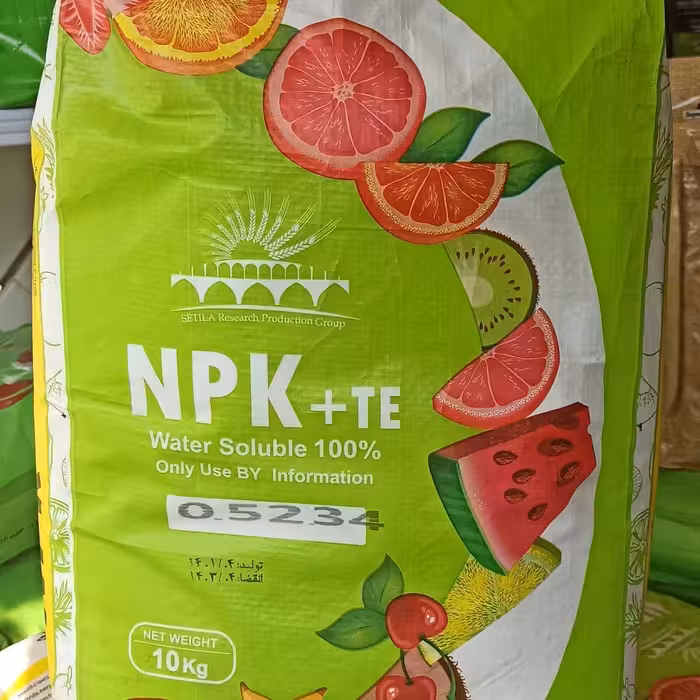 SETILA Research Production Group
NPK+TE
Water Soluble 100%
Only Use BY Information
0.52.34
تولید: ۱۴۰۱/۰۴
انقضا: ۱۴۰۳/۰۴
NET WEIGHT
10Kg